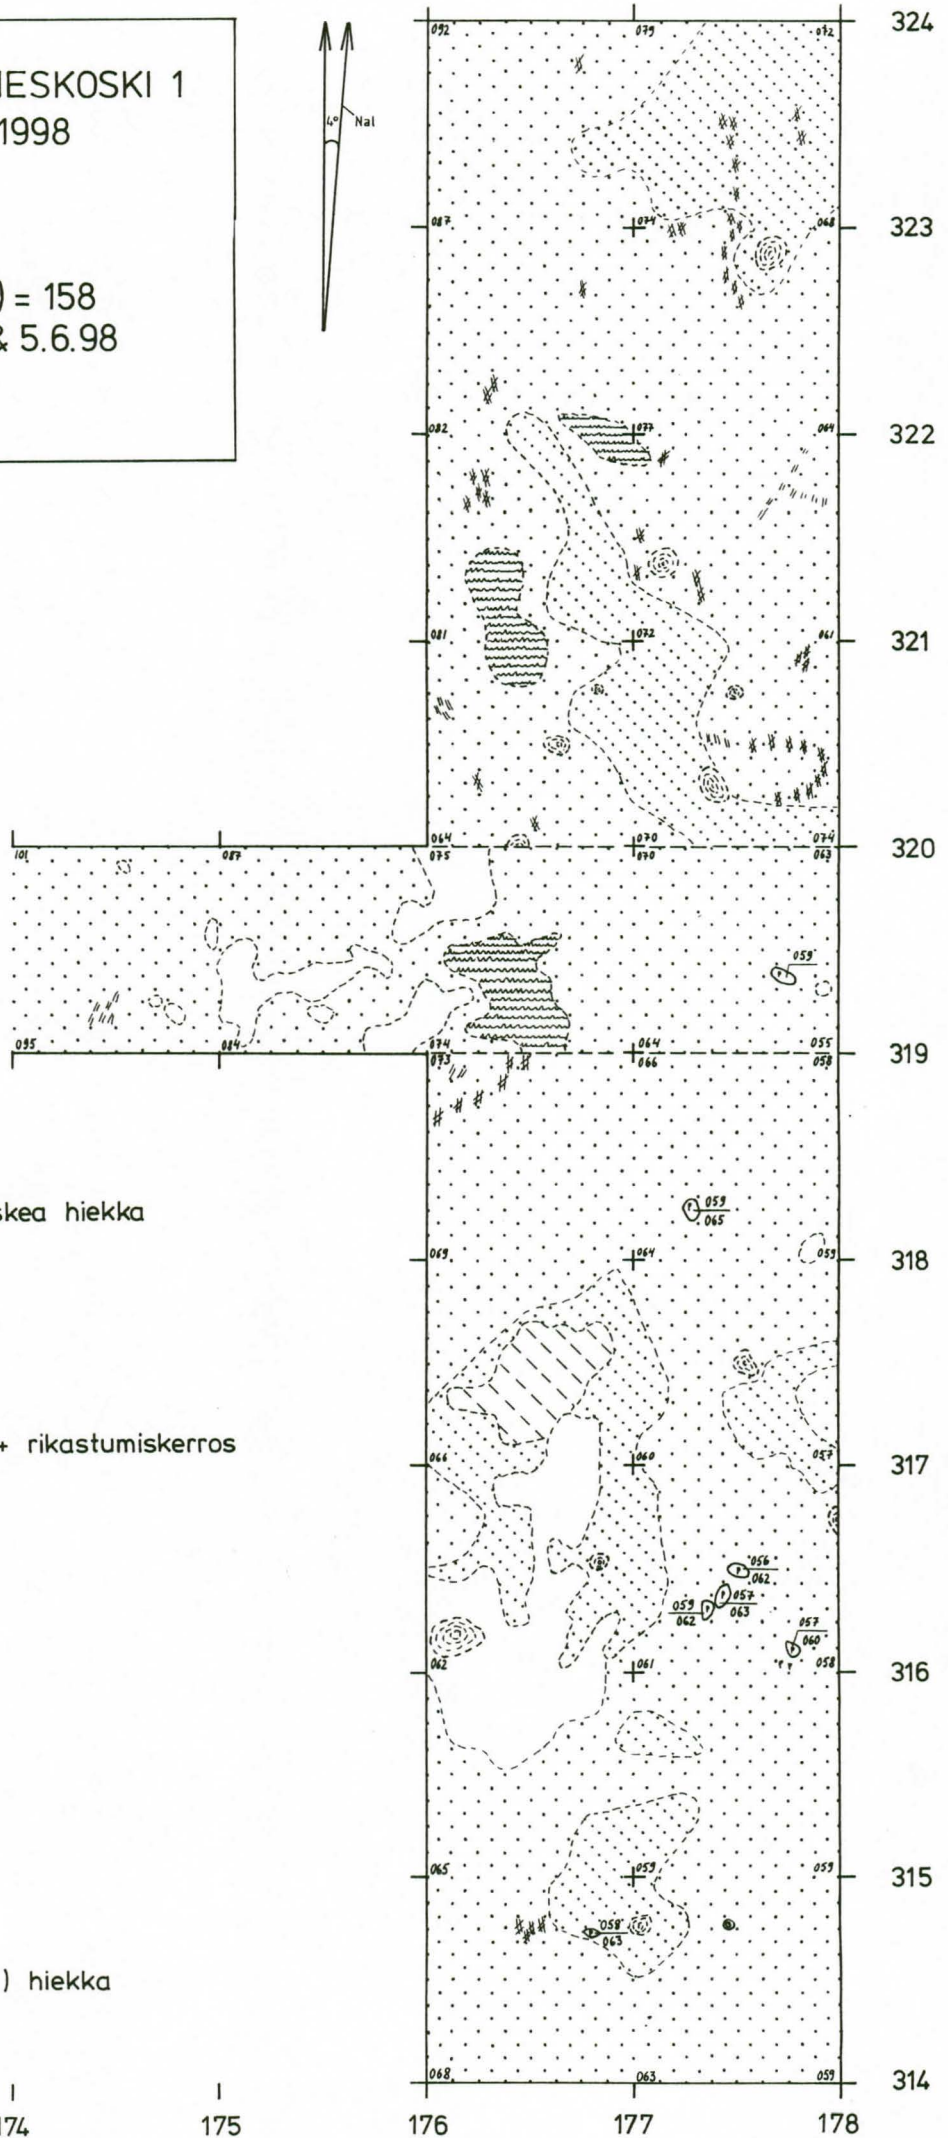 IESKOSKI 1
1998
) = 158
& 5.6.98
4°
Nal
092 079 072 324
087 074 068 323
082 077 064 322
081 072 061 321
064 070 074 320
101 087 075 070 063
059
095 084 074 064 055 319
073 066 058
059
065
skea hiekka
069 064 059 318
+ rikastumiskerros
066 060 057 317
056
062
057
063
059
062
057
060
062 061 058 316
065 059 059 315
058
063
) hiekka
068 063 059 314
174 175 176 177 178